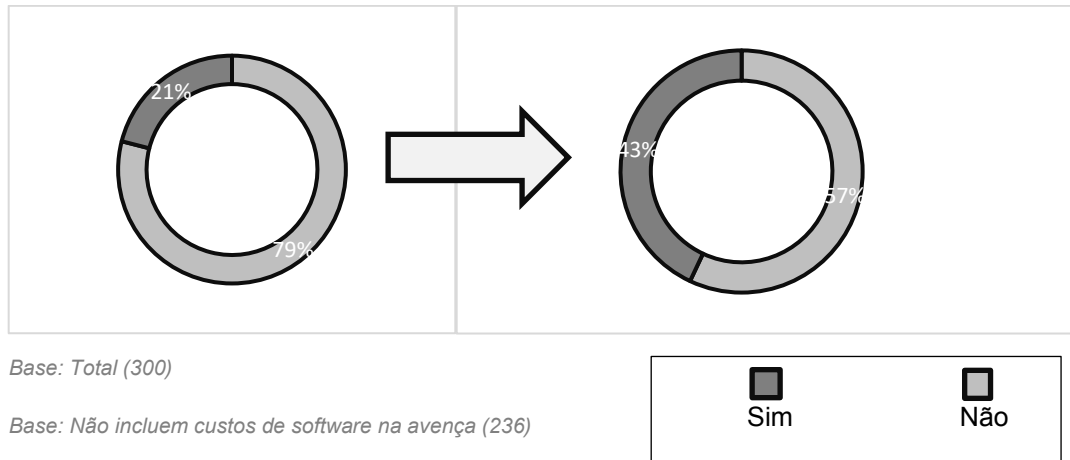 21%
79%
43%
57%
Base: Total (300)
Base: Não incluem custos de software na avença (236)
Sim
Não